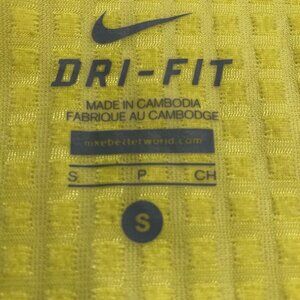 DRI-FIT
MADE IN CAMBODIA
FABRIQUE AU CAMBODGE
nikebetterworld.com
S P CH
S